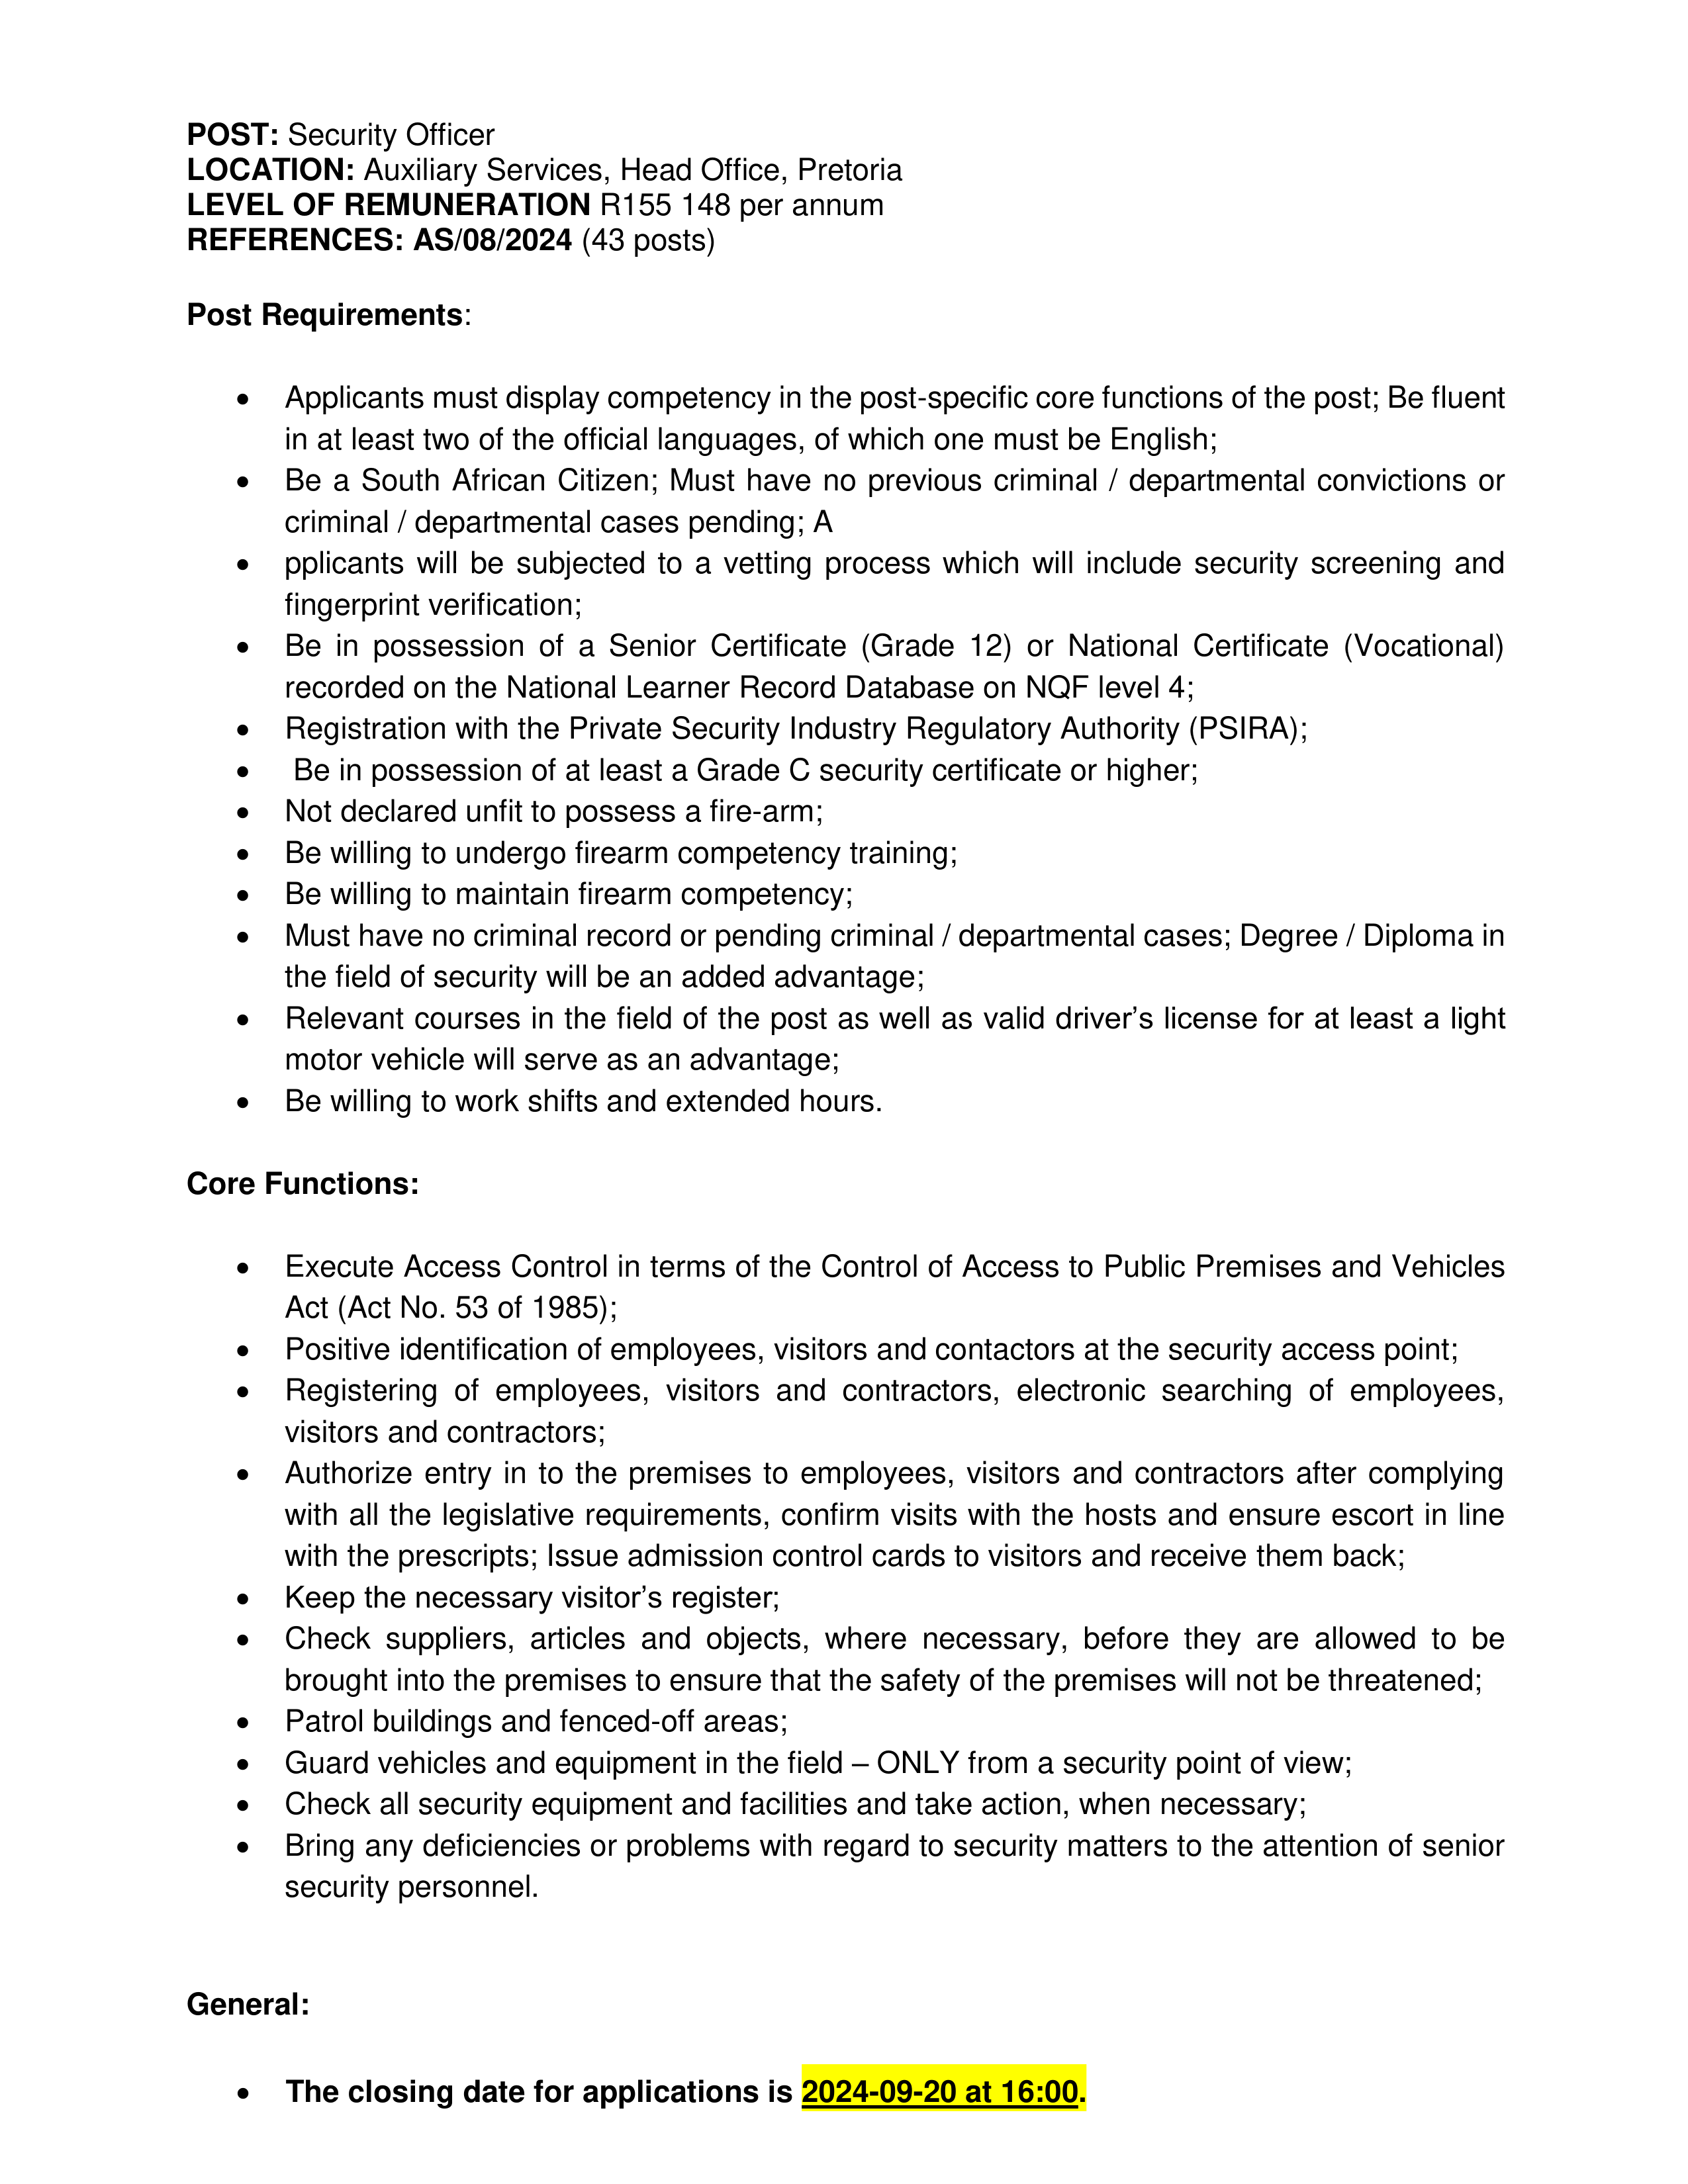 POST: Security Officer
LOCATION: Auxiliary Services, Head Office, Pretoria
LEVEL OF REMUNERATION R155 148 per annum
REFERENCES: AS/08/2024 (43 posts)
Post Requirements:
• Applicants must display competency in the post-specific core functions of the post; Be fluent
in at least two of the official languages, of which one must be English;
• Be a South African Citizen; Must have no previous criminal / departmental convictions or
criminal / departmental cases pending; A
• pplicants will be subjected to a vetting process which will include security screening and
fingerprint verification;
• Be in possession of a Senior Certificate (Grade 12) or National Certificate (Vocational)
recorded on the National Learner Record Database on NQF level 4;
• Registration with the Private Security Industry Regulatory Authority (PSIRA);
• Be in possession of at least a Grade C security certificate or higher;
• Not declared unfit to possess a fire-arm;
• Be willing to undergo firearm competency training;
• Be willing to maintain firearm competency;
• Must have no criminal record or pending criminal / departmental cases; Degree / Diploma in
the field of security will be an added advantage;
• Relevant courses in the field of the post as well as valid driver’s license for at least a light
motor vehicle will serve as an advantage;
• Be willing to work shifts and extended hours.
Core Functions:
• Execute Access Control in terms of the Control of Access to Public Premises and Vehicles
Act (Act No. 53 of 1985);
• Positive identification of employees, visitors and contactors at the security access point;
• Registering of employees, visitors and contractors, electronic searching of employees,
visitors and contractors;
• Authorize entry in to the premises to employees, visitors and contractors after complying
with all the legislative requirements, confirm visits with the hosts and ensure escort in line
with the prescripts; Issue admission control cards to visitors and receive them back;
• Keep the necessary visitor’s register;
• Check suppliers, articles and objects, where necessary, before they are allowed to be
brought into the premises to ensure that the safety of the premises will not be threatened;
• Patrol buildings and fenced-off areas;
• Guard vehicles and equipment in the field – ONLY from a security point of view;
• Check all security equipment and facilities and take action, when necessary;
• Bring any deficiencies or problems with regard to security matters to the attention of senior
security personnel.
General:
• The closing date for applications is 2024-09-20 at 16:00.